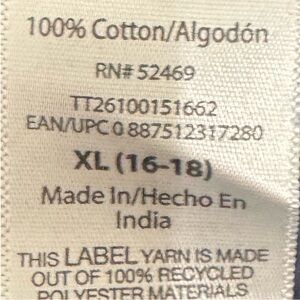 100% Cotton/Algodón
RN# 52469
TT26100151662
EAN/UPC 0 887512317280
XL (16-18)
Made In/Hecho En
India
THIS LABEL YARN IS MADE
OUT OF 100% RECYCLED
POLYESTER MATERIALS